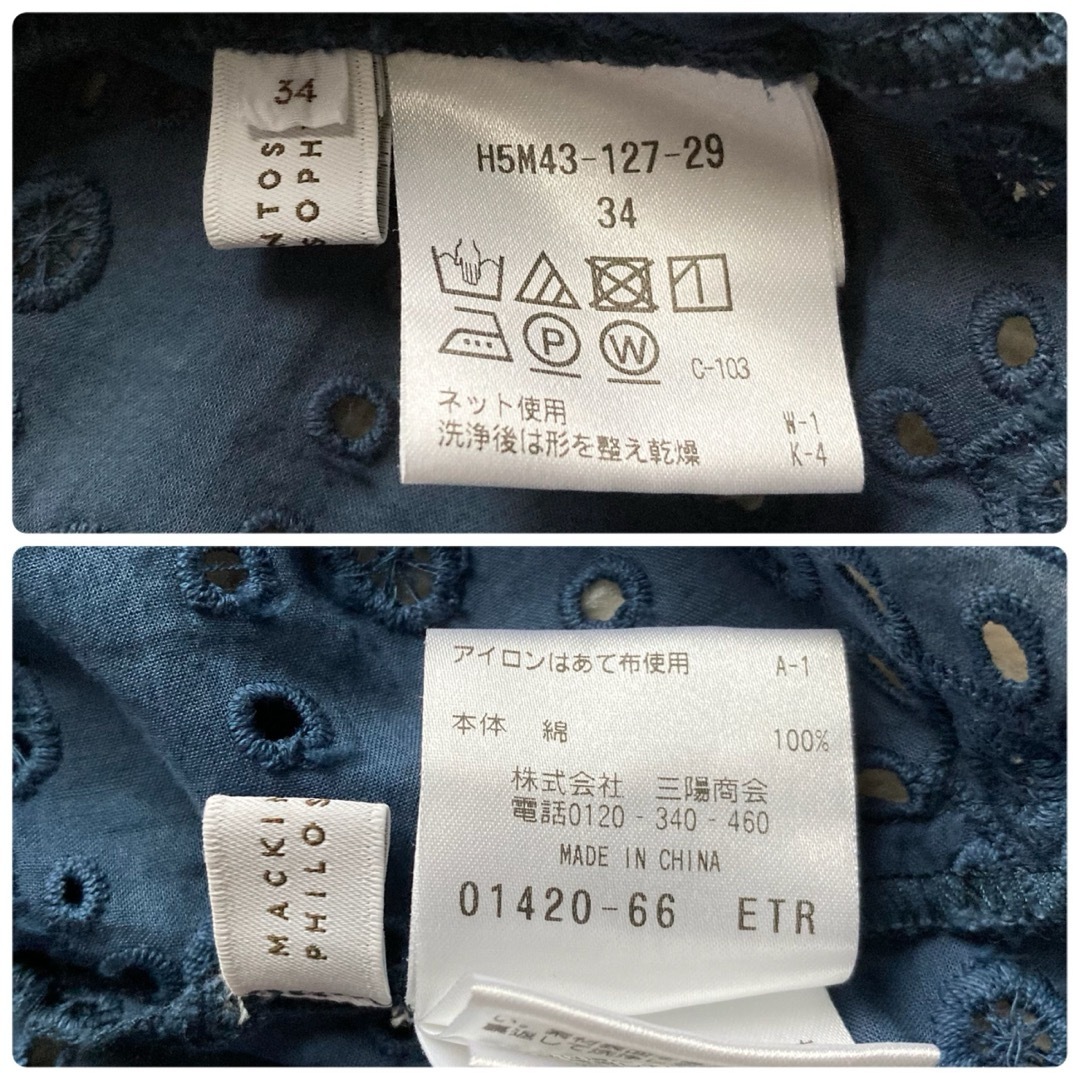 34
NTOS
SOPH
H5M43-127-29
34
P W C-103
ネット使用 W-1
洗浄後は形を整え乾燥 K-4
アイロンはあて布使用 A-1
本体 綿 100%
株式会社 三陽商会
電話0120-340-460
MADE IN CHINA
01420-66 ETR
MACKI
PHILOS